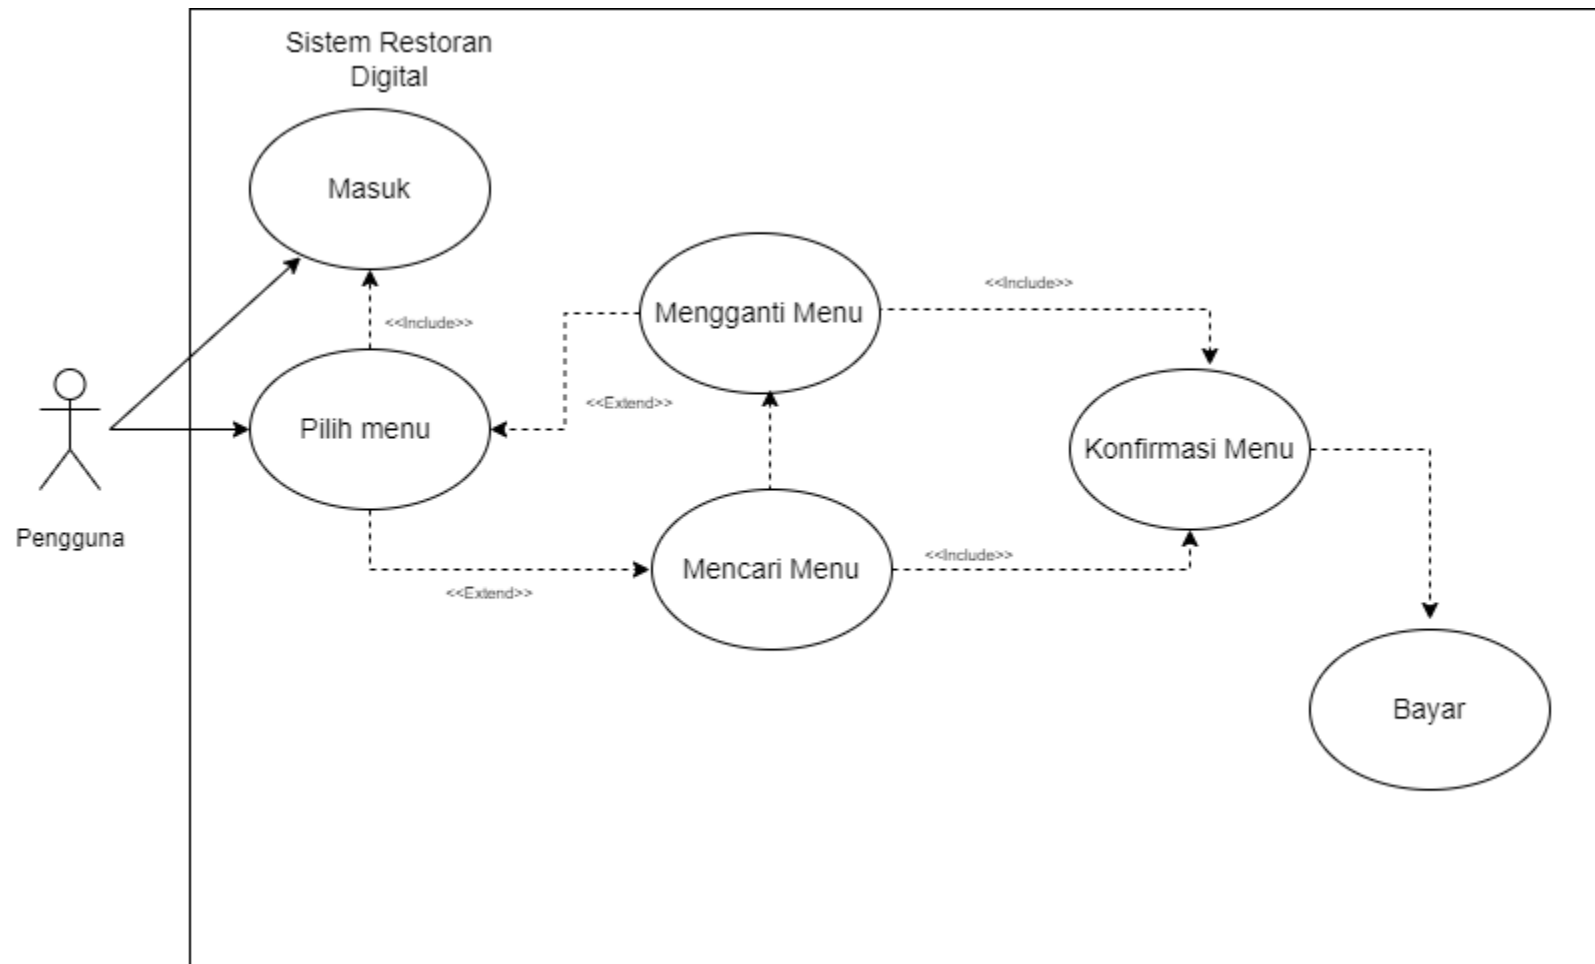 Sistem Restoran
Digital
Masuk
<<Include>>
Mengganti Menu
<<Include>>
<<Extend>>
Pilih menu
Konfirmasi Menu
Pengguna
Mencari Menu
<<Include>>
<<Extend>>
Bayar